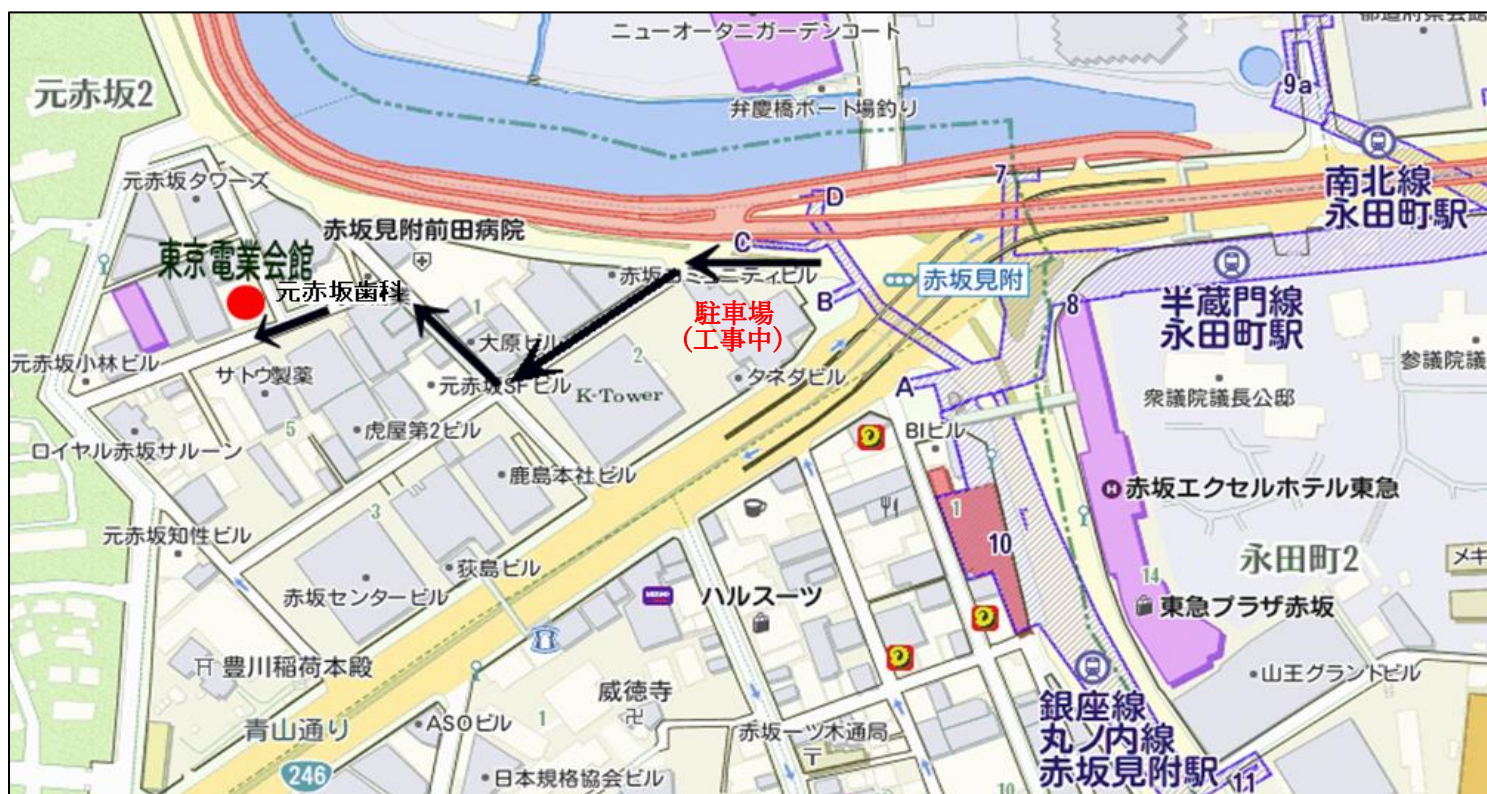 都道府県会館
ニューオータニガーデンコート
元赤坂2
9a
弁慶橋ボート場釣り
元赤坂タワーズ
7
南北線
永田町駅
D
赤坂見附前田病院
東京電業会館
C
元赤坂歯科
赤坂コミュニティビル
赤坂見附
B
8
半蔵門線
永田町駅
駐車場
(工事中)
1
大原ビル
2
元赤坂小林ビル
サトウ製薬
元赤坂SFビル
K-Tower
タネダビル
A
参議院議
衆議院議長公邸
虎屋第2ビル
5
ロイヤル赤坂サルーン
BIビル
鹿島本社ビル
H
赤坂エクセルホテル東急
3
1
元赤坂知性ビル
10
荻島ビル
永田町2
メキ
14
赤坂センタービル
ハルスーツ
東急プラザ赤坂
豊川稲荷本殿
山王グランドビル
威徳寺
青山通り
ASOビル
1
赤坂一ツ木通局
銀座線
丸ノ内線
赤坂見附駅
246
日本規格協会ビル
10
11